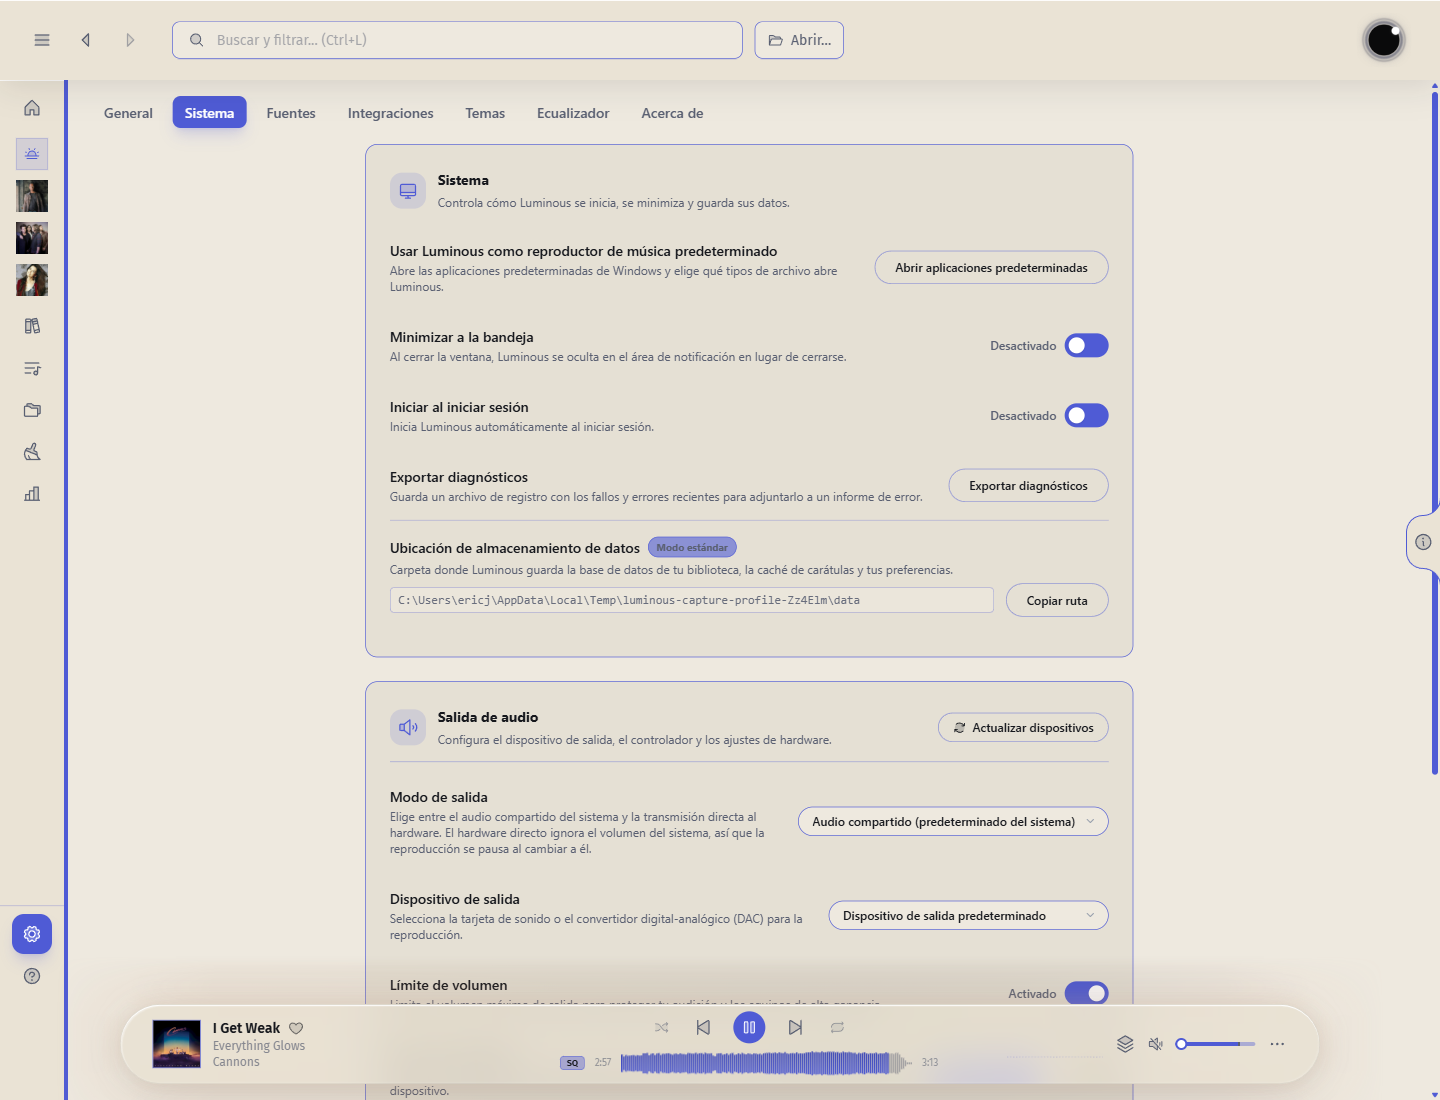 Buscar y filtrar... (Ctrl+L)
Abrir...
General
Sistema
Fuentes
Integraciones
Temas
Ecualizador
Acerca de
Sistema
Controla cómo Luminous se inicia, se minimiza y guarda sus datos.
Usar Luminous como reproductor de música predeterminado
Abre las aplicaciones predeterminadas de Windows y elige qué tipos de archivo abre
Luminous.
Abrir aplicaciones predeterminadas
Minimizar a la bandeja
Al cerrar la ventana, Luminous se oculta en el área de notificación en lugar de cerrarse.
Desactivado
Iniciar al iniciar sesión
Inicia Luminous automáticamente al iniciar sesión.
Desactivado
Exportar diagnósticos
Guarda un archivo de registro con los fallos y errores recientes para adjuntarlo a un informe de error.
Exportar diagnósticos
Ubicación de almacenamiento de datos
Modo estándar
Carpeta donde Luminous guarda la base de datos de tu biblioteca, la caché de carátulas y tus preferencias.
C:\Users\ericj\AppData\Local\Temp\luminous-capture-profile-Zz4Elm\data
Copiar ruta
Salida de audio
Configura el dispositivo de salida, el controlador y los ajustes de hardware.
Actualizar dispositivos
Modo de salida
Elige entre el audio compartido del sistema y la transmisión directa al
hardware. El hardware directo ignora el volumen del sistema, así que la
reproducción se pausa al cambiar a él.
Audio compartido (predeterminado del sistema)
Dispositivo de salida
Selecciona la tarjeta de sonido o el convertidor digital-analógico (DAC) para la
reproducción.
Dispositivo de salida predeterminado
Límite de volumen
Activado
I Get Weak
Everything Glows
Cannons
SQ
2:57
3:13
dispositivo.